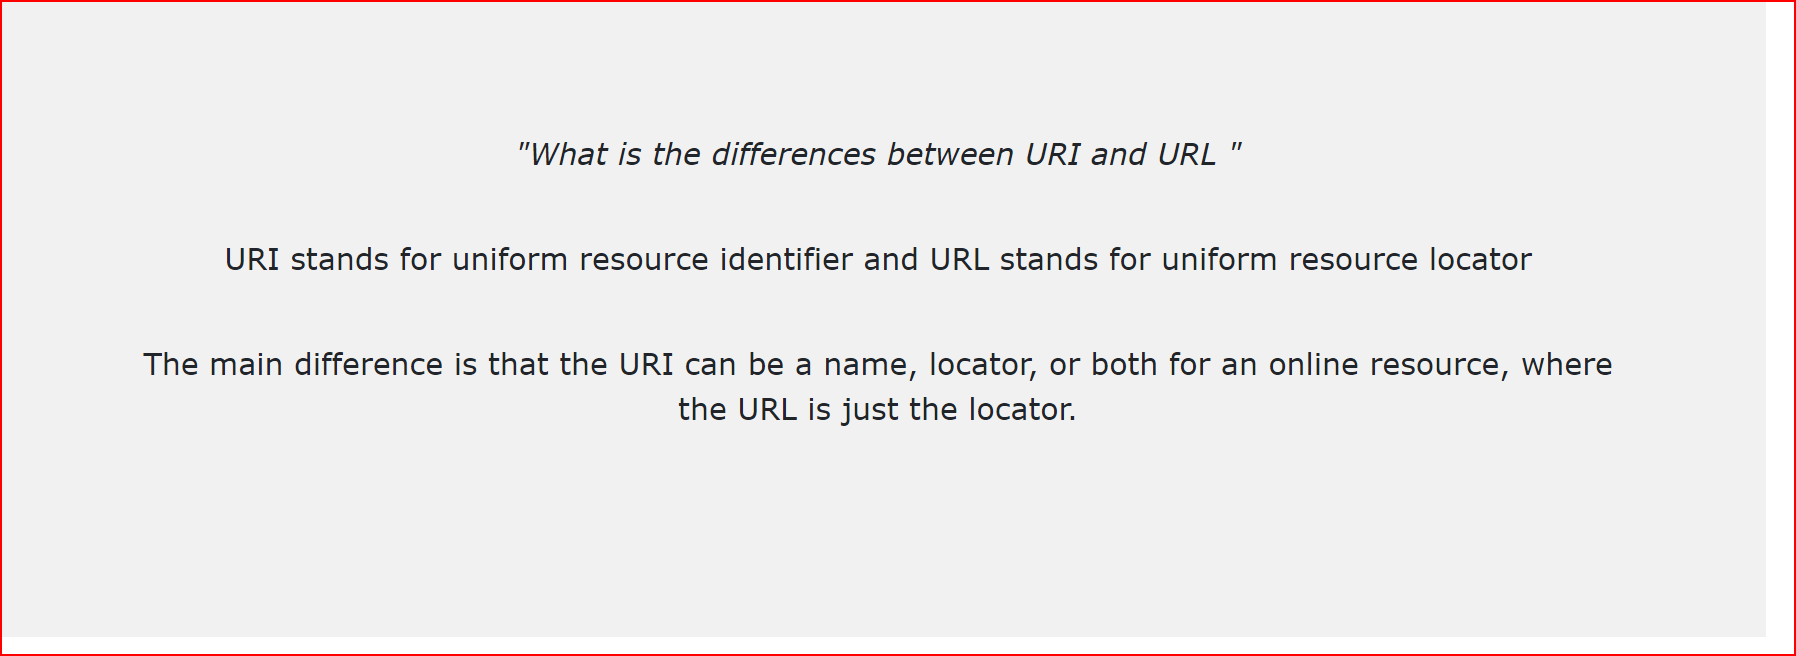 "What is the differences between URI and URL "
URI stands for uniform resource identifier and URL stands for uniform resource locator
The main difference is that the URI can be a name, locator, or both for an online resource, where
the URL is just the locator.